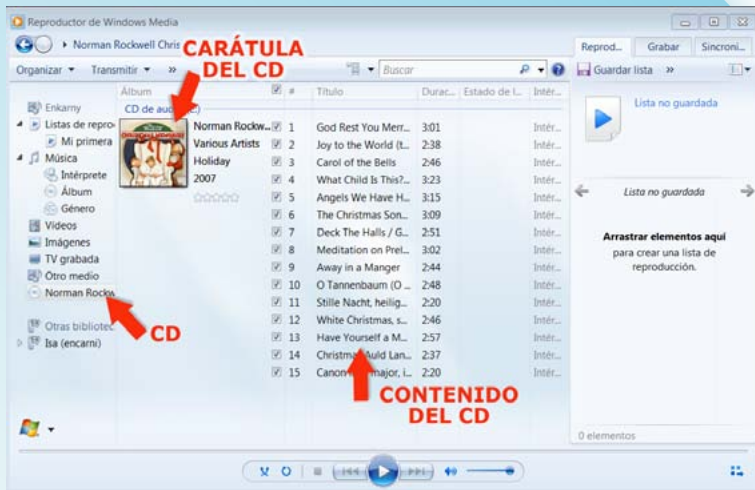 Reproductor de Windows Media
Norman Rockwell Chris
CARÁTULA
DEL CD
Reprod...
Grabar
Sincroni...
Organizar
Transmitir
»
Buscar
Guardar lista
»
Álbum
#
Título
Durac...
Estado de l...
Intér...
CD de au
Enkarny
Listas de repro
Mi primera
Música
Intérprete
Álbum
Género
Videos
Imágenes
TV grabada
Otro medio
Norman Rockw
Otras bibliotec
Isa (encarni)
CD
Norman Rockw...
Various Artists
Holiday
2007
1 God Rest You Merr... 3:01 Intér...
2 Joy to the World (t... 2:38 Intér...
3 Carol of the Bells 2:46 Intér...
4 What Child Is This?... 3:23 Intér...
5 Angels We Have H... 3:15 Intér...
6 The Christmas Son... 3:09 Intér...
7 Deck The Halls / G... 2:51 Intér...
8 Meditation on Prel... 3:02 Intér...
9 Away in a Manger 2:44 Intér...
10 O Tannenbaum (O ... 2:48 Intér...
11 Stille Nacht, heilig... 2:20 Intér...
12 White Christmas, s... 2:46 Intér...
13 Have Yourself a M... 2:57 Intér...
14 Christma Auld Lan... 2:37 Intér...
15 Canon major, i... 2:20 Intér...
CONTENIDO
DEL CD
Lista no guardada
Lista no guardada
Arrastrar elementos aquí
para crear una lista de
reproducción.
0 elementos